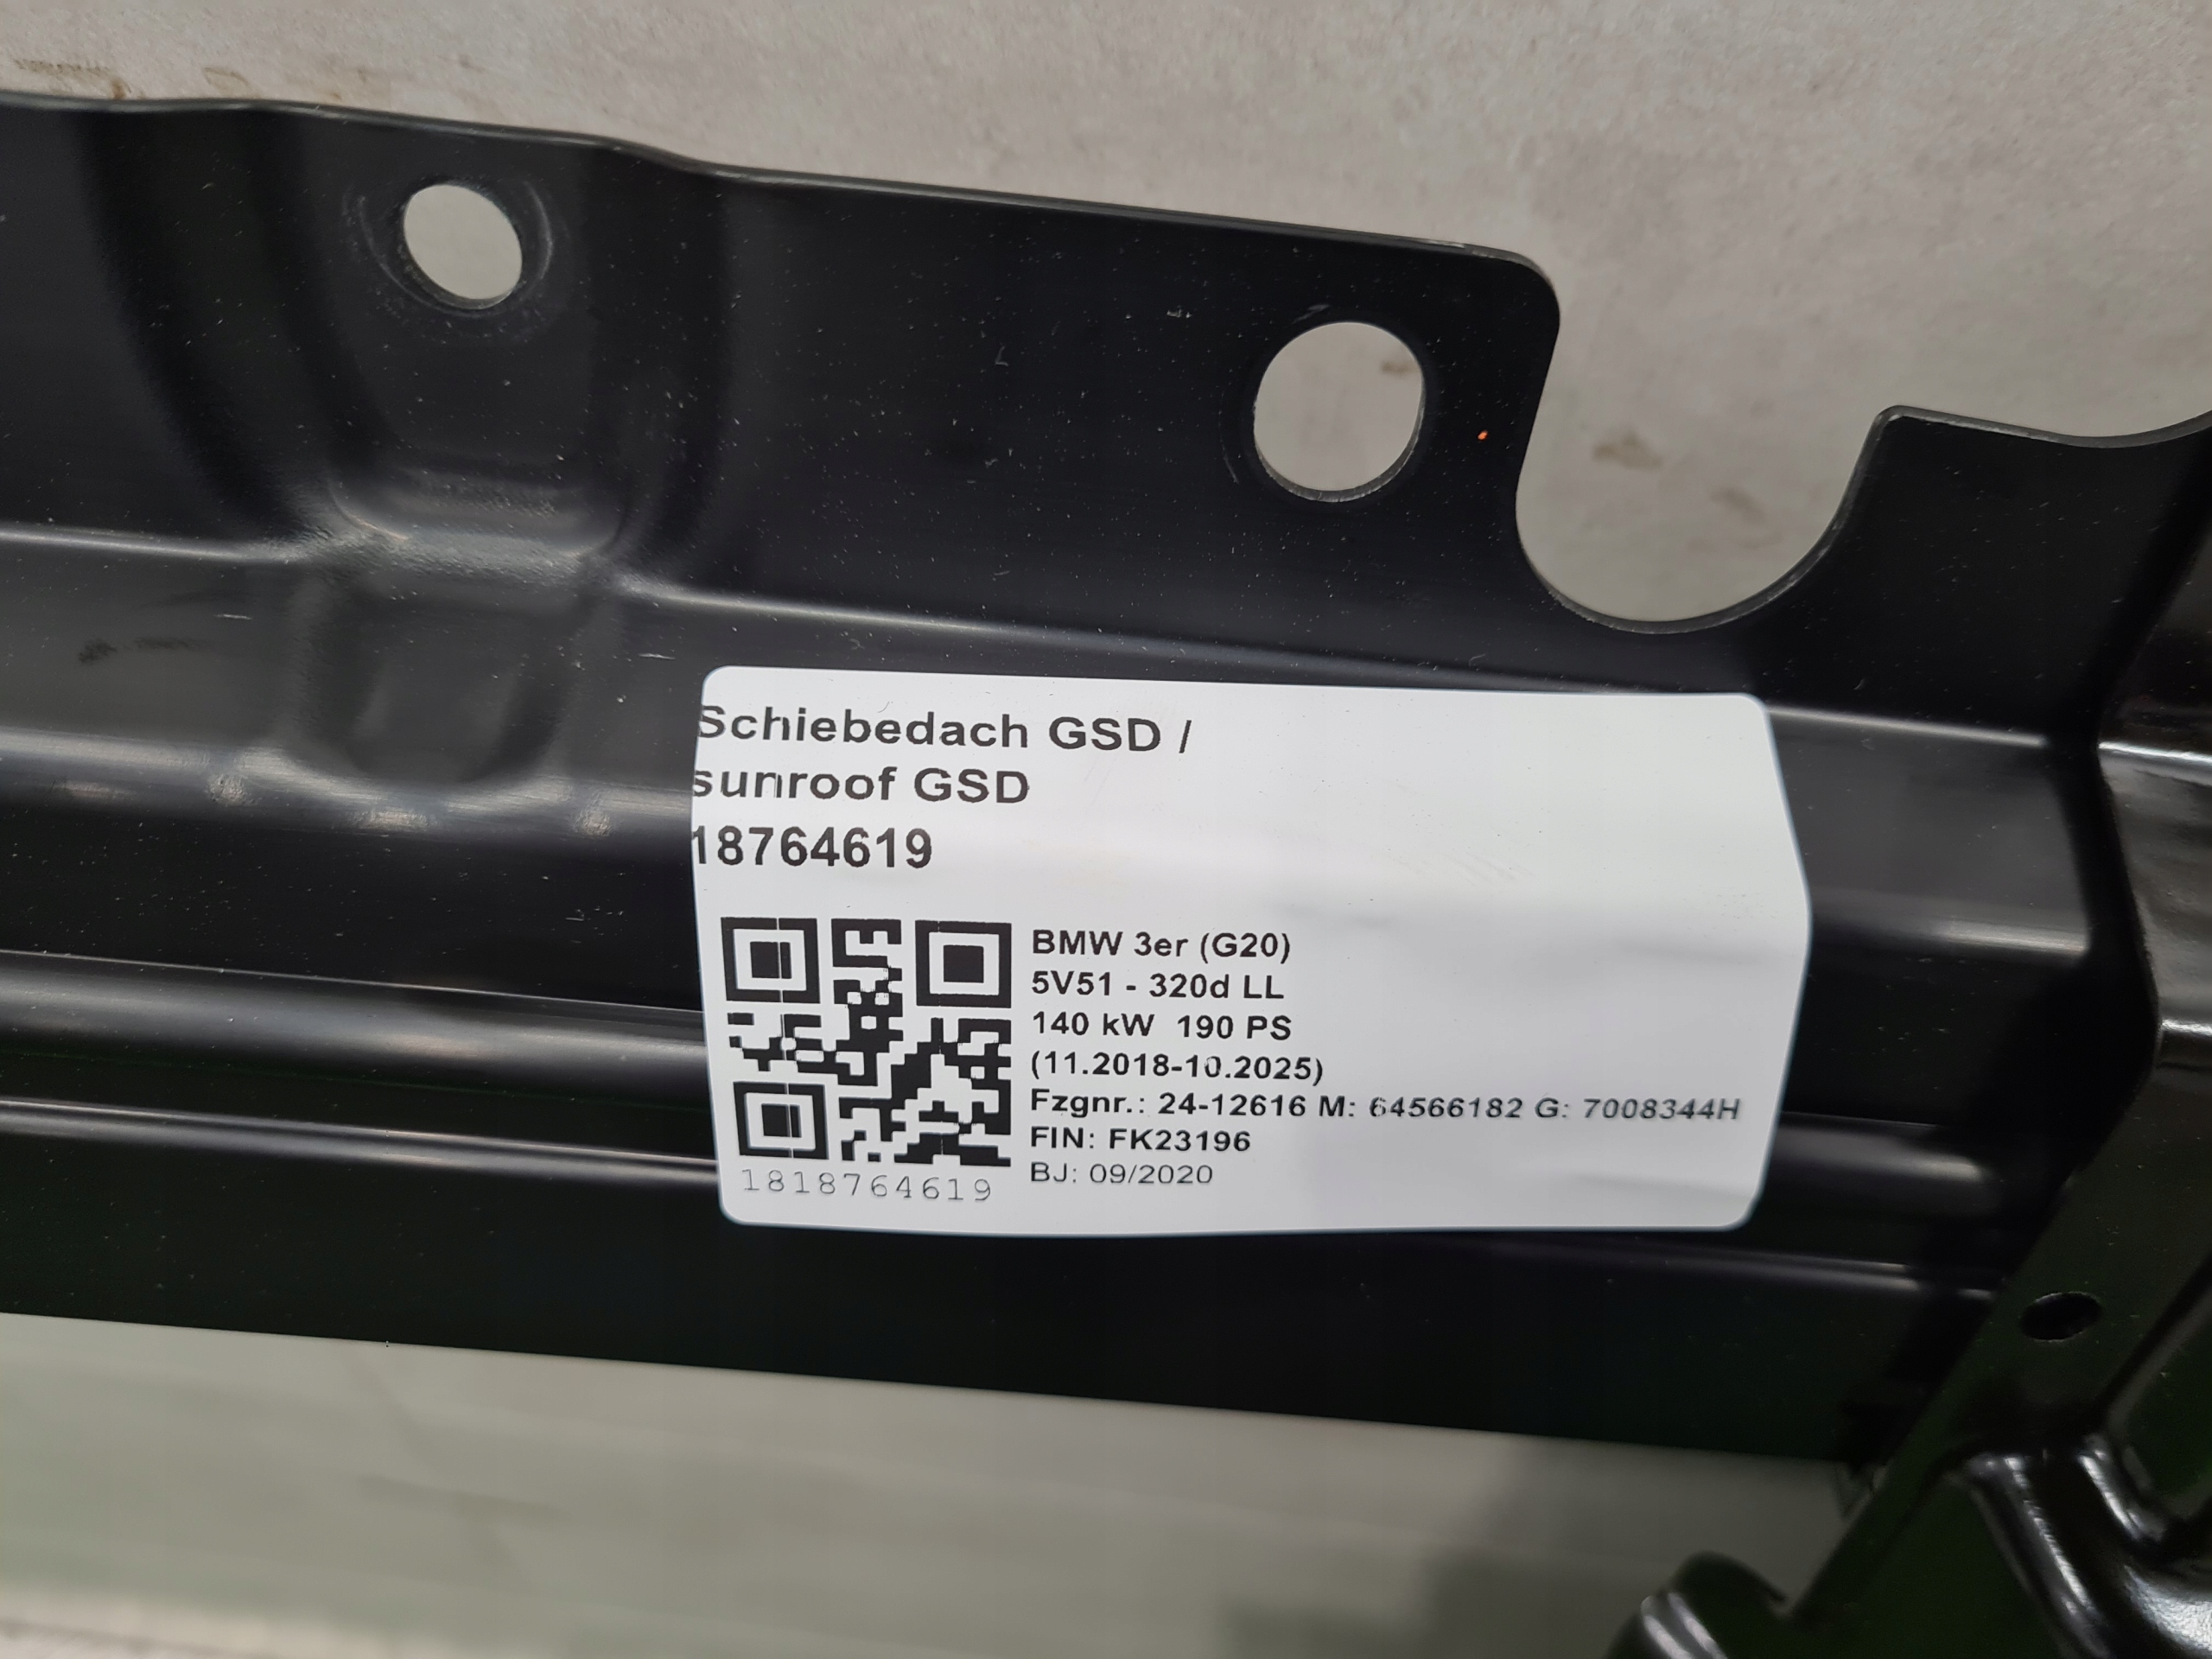 Schiebedach GSD /
sunroof GSD
18764619
BMW 3er (G20)
5V51 - 320d LL
140 kW 190 PS
(11.2018-10.2025)
Fzgnr.: 24-12616 M: 64566182 G: 7008344H
FIN: FK23196
BJ: 09/2020
1818764619